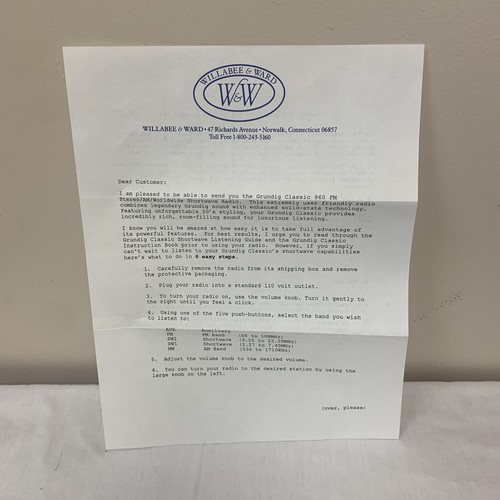 WILLABEE & WARD
W&W
WILLABEE & WARD • 47 Richards Avenue • Norwalk, Connecticut 06857
Toll Free 1-800-243-5160
Dear Customer:
I am pleased to be able to send you the Grundig Classic 960 FM
Stereo/AM/Worldwide Shortwave Radio. This extremely user friendly radio
combines legendary Grundig sound with enhanced solid-state technology.
Featuring unforgettable 50's styling, your Grundig Classic provides
incredibly rich, room-filling sound for luxurious listening.
I know you will be amazed at how easy it is to take full advantage of
its powerful features. For best results, I urge you to read through the
Grundig Classic Shortwave Listening Guide and the Grundig Classic
Instruction Book prior to using your radio. However, if you simply
can't wait to listen to your Grundig Classic's shortwave capabilities
here's what to do in 6 easy steps.
1. Carefully remove the radio from its shipping box and remove
the protective packaging.
2. Plug your radio into a standard 110 volt outlet.
3. To turn your radio on, use the volume knob. Turn it gently to
the right until you feel a click.
4. Using one of the five push-buttons, select the band you wish
to listen to:
Auxiliary
FM FM Band (88 to 108MHz)
SW2 Shortwave
SW1 Shortwave (2.27 to 7.40MHz)
MW AM Band (530 to 1710KHz)
5. Adjust the volume knob to the desired volume.
6. You can turn your radio to the desired station by using the
large knob on the left.
(over, please)